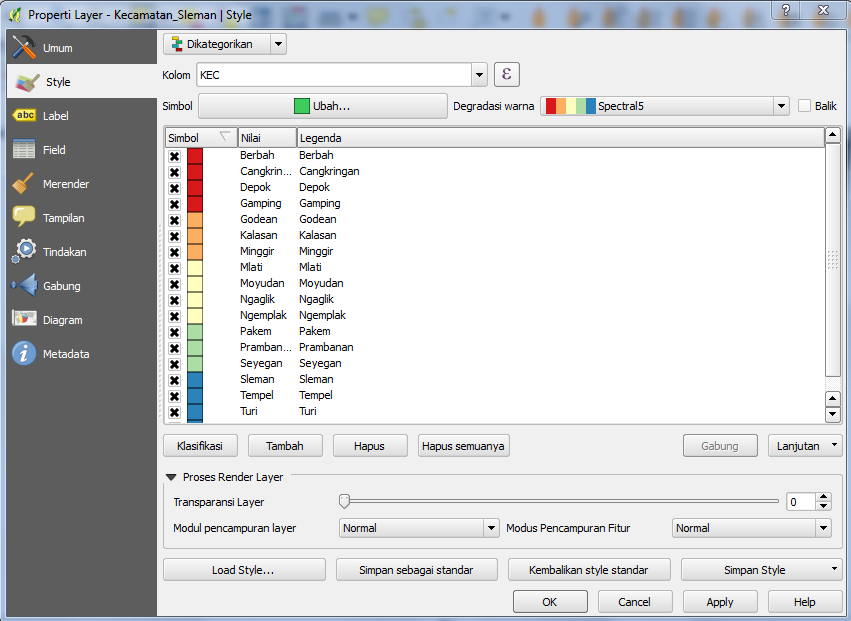 Properti Layer - Kecamatan_Sleman | Style
?
Umum
Style
abc Label
Field
Merender
Tampilan
Tindakan
Gabung
Diagram
Metadata
Dikategorikan
Kolom KEC ε
Simbol Ubah... Degradasi warna Spectral5 Balik
Simbol Nilai Legenda
Berbah Berbah
Cangkrin... Cangkringan
Depok Depok
Gamping Gamping
Godean Godean
Kalasan Kalasan
Minggir Minggir
Mlati Mlati
Moyudan Moyudan
Ngaglik Ngaglik
Ngemplak Ngemplak
Pakem Pakem
Pramban... Prambanan
Seyegan Seyegan
Sleman Sleman
Tempel Tempel
Turi Turi
Klasifikasi Tambah Hapus Hapus semuanya Gabung Lanjutan
Proses Render Layer
Transparansi Layer 0
Modul pencampuran layer Normal Modus Pencampuran Fitur Normal
Load Style... Simpan sebagai standar Kembalikan style standar Simpan Style
OK Cancel Apply Help